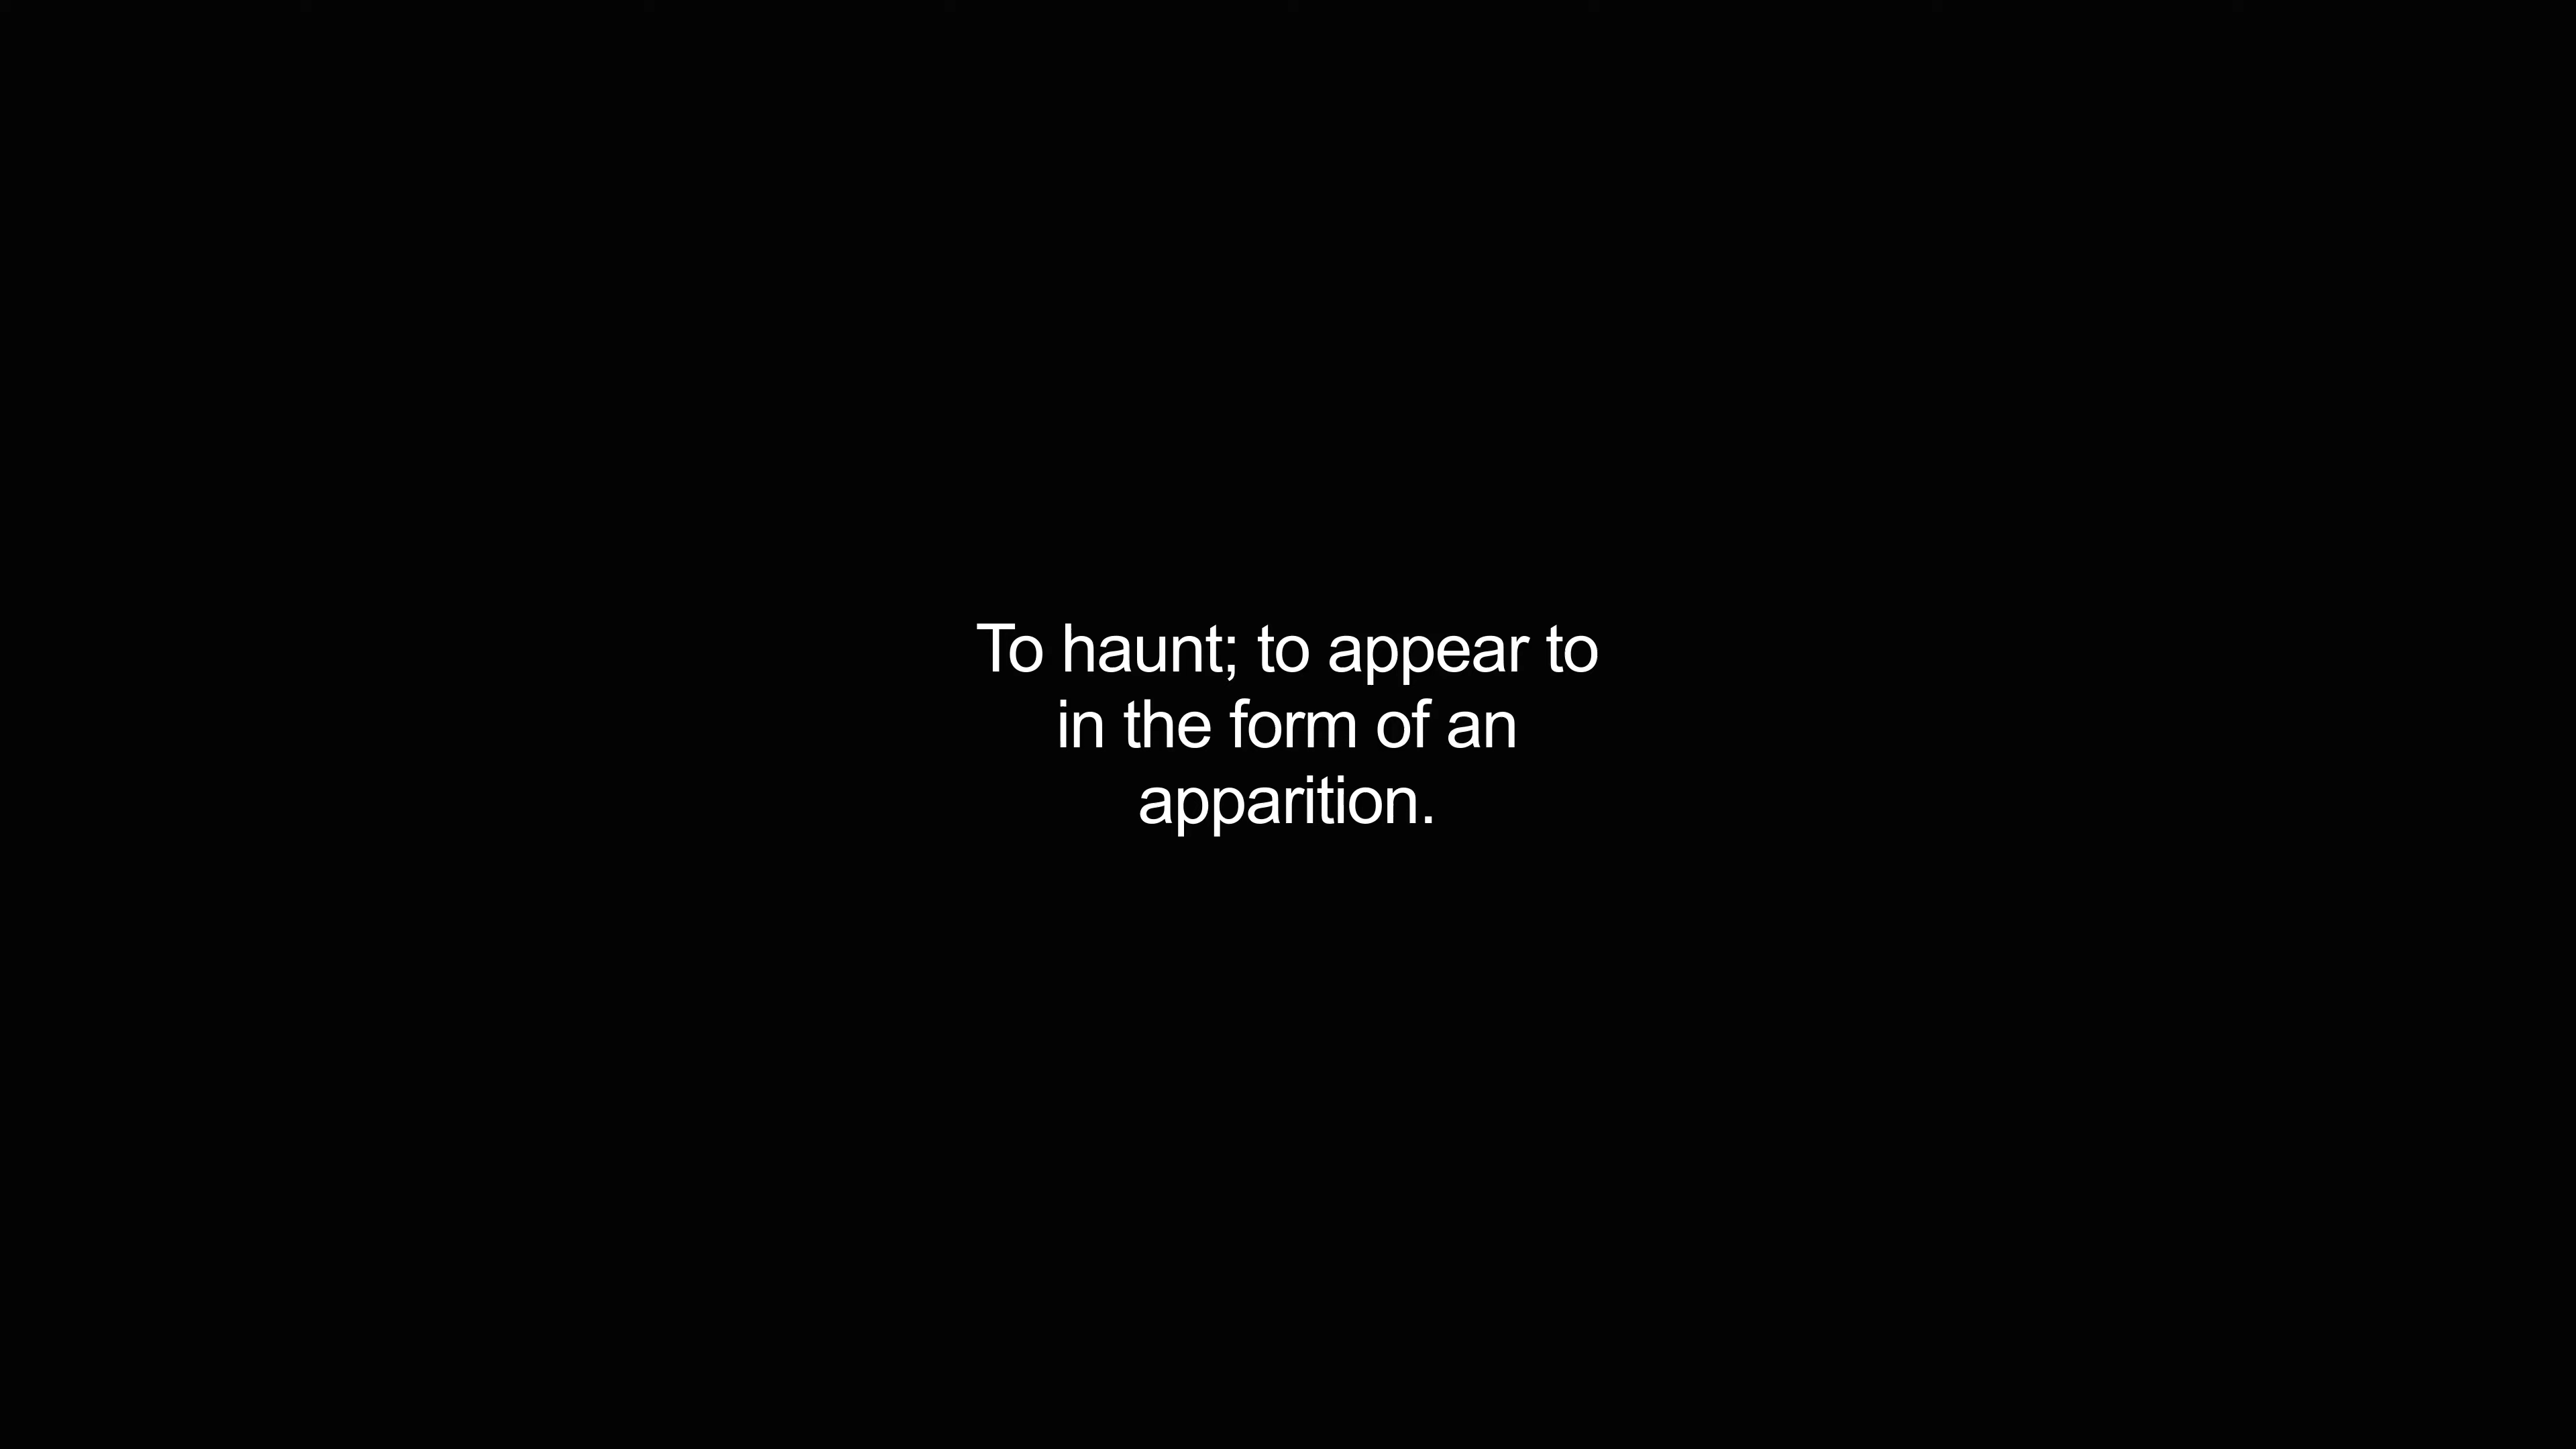 To haunt; to appear to
in the form of an
apparition.